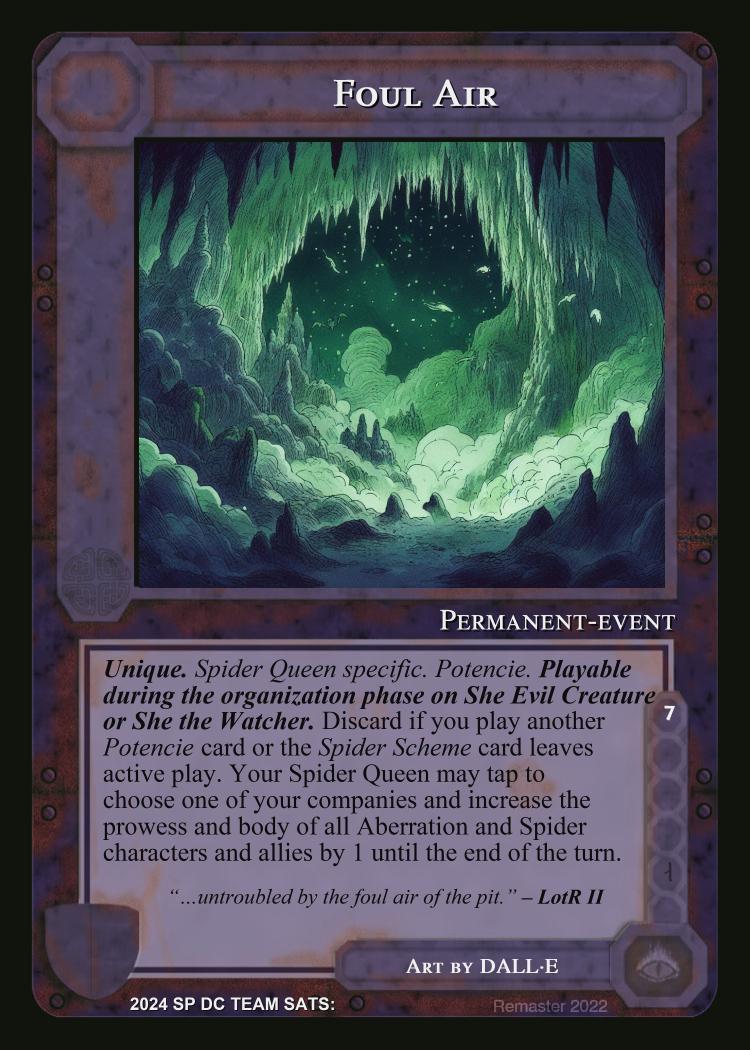 Foul Air
Permanent-event
Unique. Spider Queen specific. Potencie. Playable
during the organization phase on She Evil Creature
or She the Watcher. Discard if you play another
Potencie card or the Spider Scheme card leaves
active play. Your Spider Queen may tap to
choose one of your companies and increase the
prowess and body of all Aberration and Spider
characters and allies by 1 until the end of the turn.
7
“...untroubled by the foul air of the pit.” – LotR II
Art by DALL·E
2024 SP DC TEAM SATS:
Remaster 2022